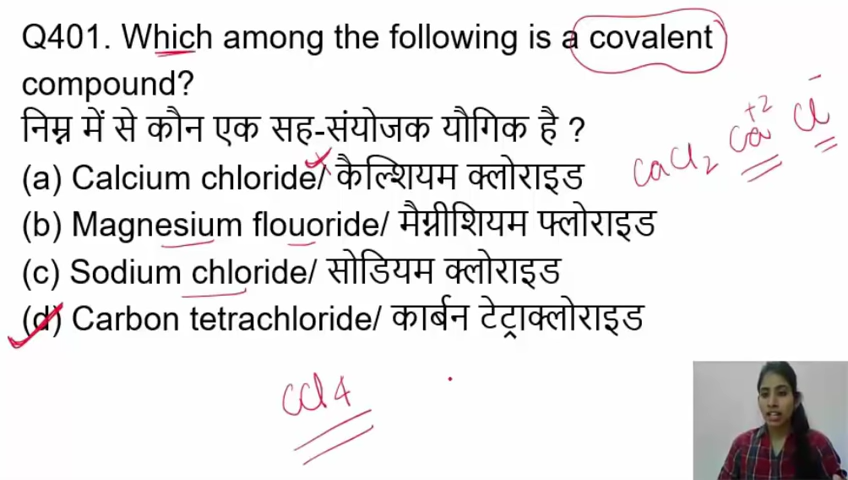 Q401. Which among the following is a covalent
compound?
निम्न में से कौन एक सह-संयोजक यौगिक है ?
(a) Calcium chloride/ कैल्शियम क्लोराइड
(b) Magnesium flouoride/ मैग्नीशियम फ्लोराइड
(c) Sodium chloride/ सोडियम क्लोराइड
(d) Carbon tetrachloride/ कार्बन टेट्राक्लोराइड
CaCl2 Ca+2 Cl-
CCl4